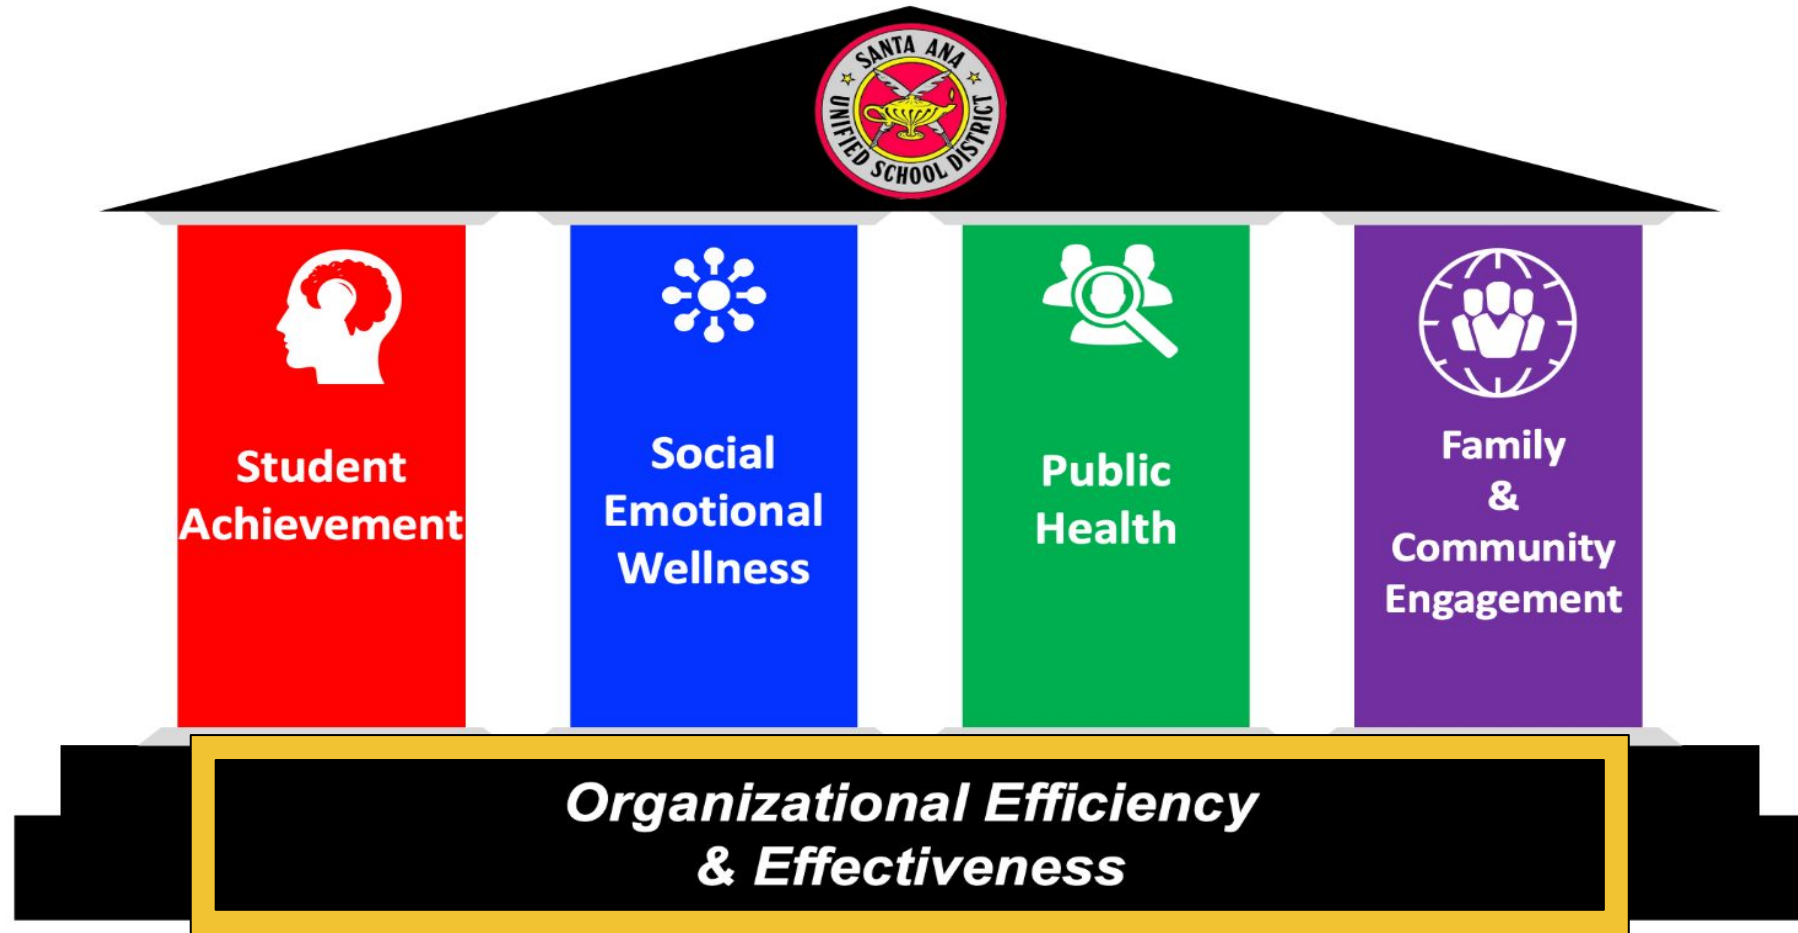 SANTA ANA
UNIFIED SCHOOL DISTRICT
Student
Achievement
Social
Emotional
Wellness
Public
Health
Family
&
Community
Engagement
Organizational Efficiency
& Effectiveness